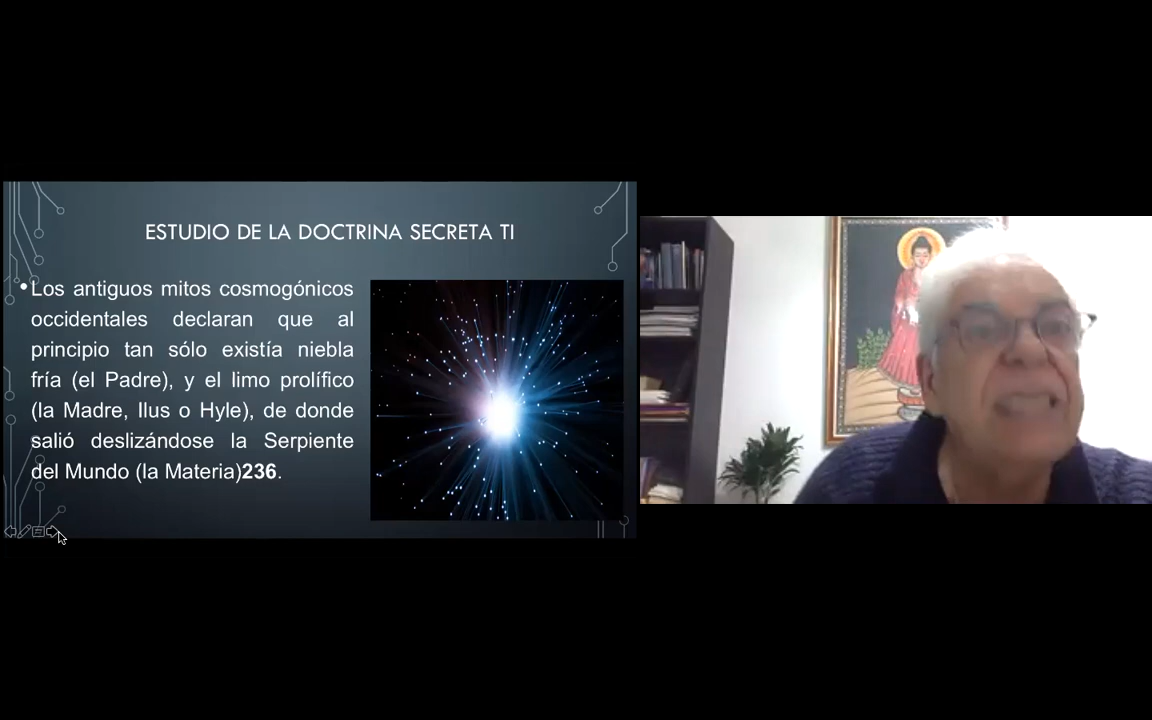 ESTUDIO DE LA DOCTRINA SECRETA TI
•Los antiguos mitos cosmogónicos
occidentales declaran que al
principio tan sólo existía niebla
fría (el Padre), y el limo prolífico
(la Madre, Ilus o Hyle), de donde
salió deslizándose la Serpiente
del Mundo (la Materia)236.